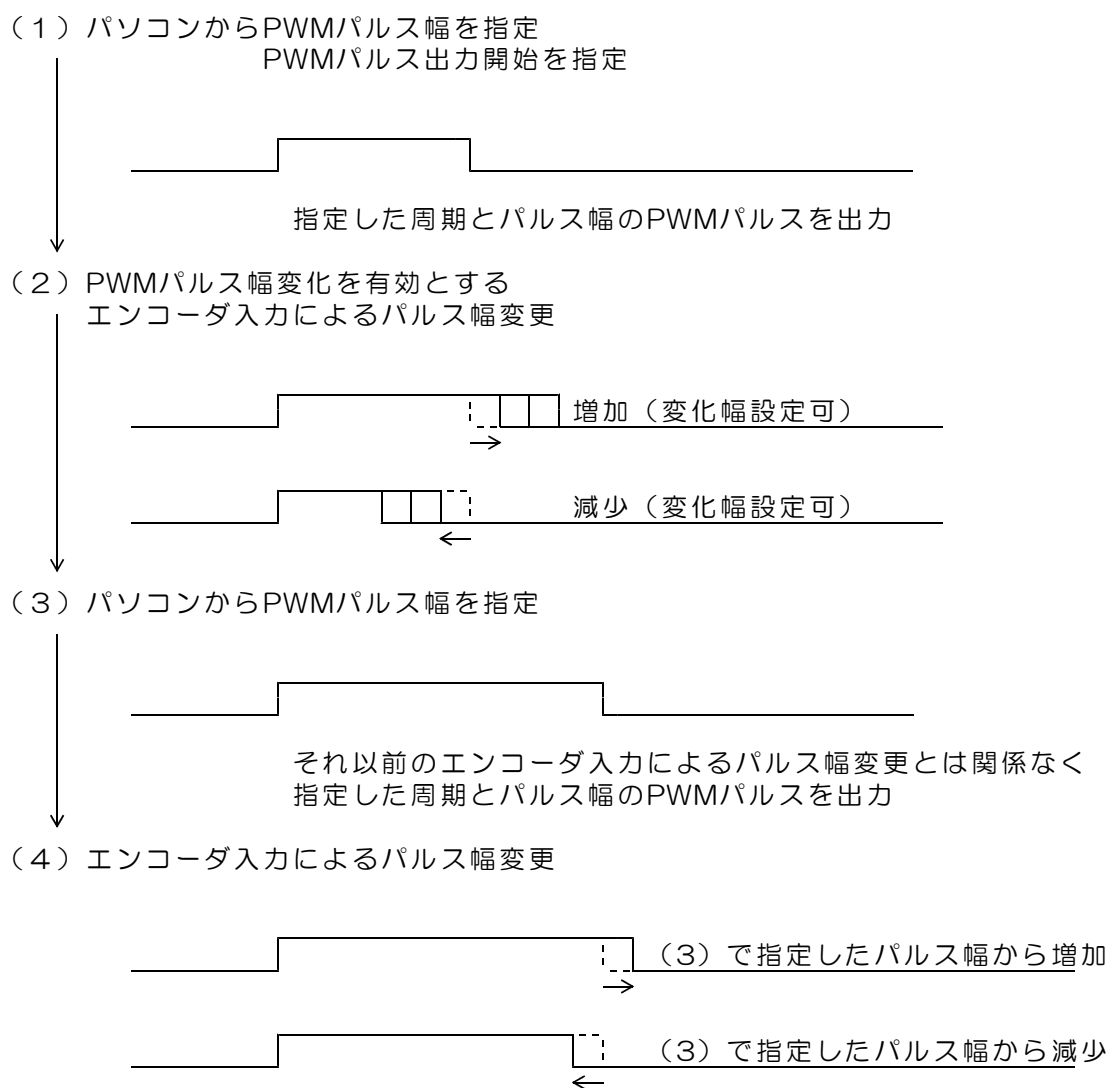 （１）パソコンからPWMパルス幅を指定
PWMパルス出力開始を指定
指定した周期とパルス幅のPWMパルスを出力
（２）PWMパルス幅変化を有効とする
エンコーダ入力によるパルス幅変更
増加（変化幅設定可）
減少（変化幅設定可）
（３）パソコンからPWMパルス幅を指定
それ以前のエンコーダ入力によるパルス幅変更とは関係なく
指定した周期とパルス幅のPWMパルスを出力
（４）エンコーダ入力によるパルス幅変更
（３）で指定したパルス幅から増加
（３）で指定したパルス幅から減少